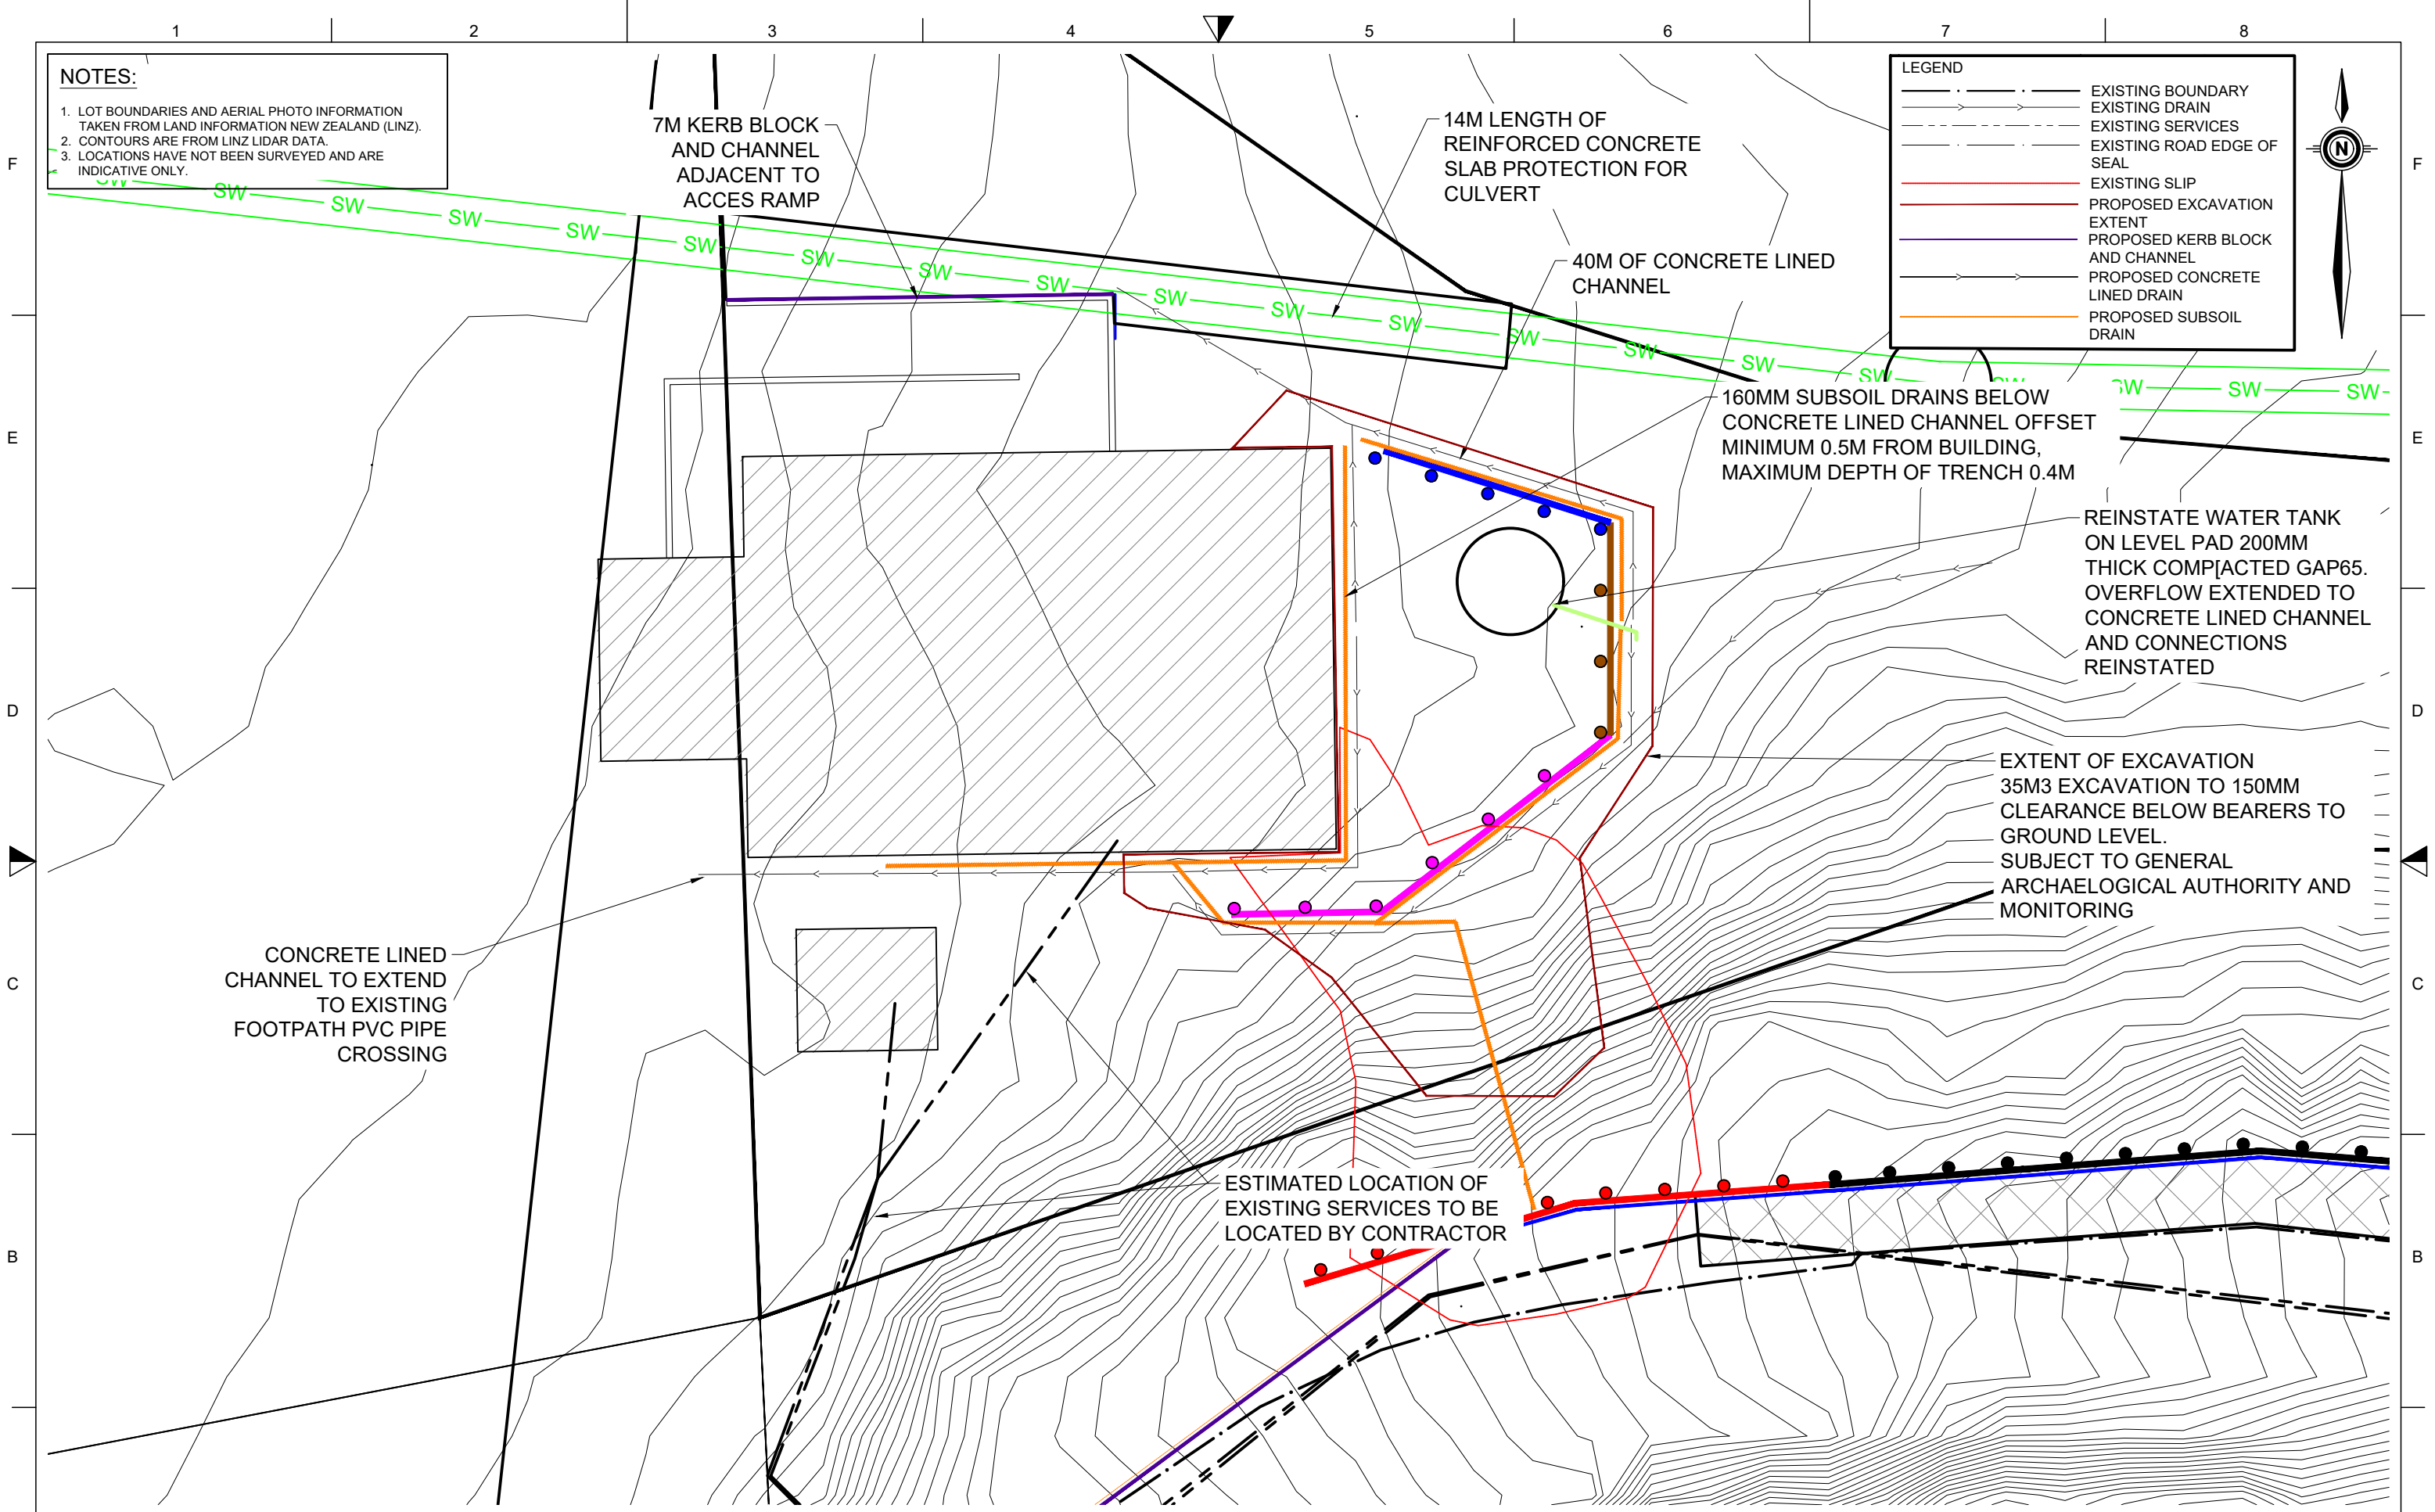 1 2 3 4 5 6 7 8
NOTES:
1. LOT BOUNDARIES AND AERIAL PHOTO INFORMATION
TAKEN FROM LAND INFORMATION NEW ZEALAND (LINZ).
2. CONTOURS ARE FROM LINZ LIDAR DATA.
3. LOCATIONS HAVE NOT BEEN SURVEYED AND ARE
INDICATIVE ONLY.
7M KERB BLOCK
AND CHANNEL
ADJACENT TO
ACCES RAMP
14M LENGTH OF
REINFORCED CONCRETE
SLAB PROTECTION FOR
CULVERT
40M OF CONCRETE LINED
CHANNEL
LEGEND
EXISTING BOUNDARY
EXISTING DRAIN
EXISTING SERVICES
EXISTING ROAD EDGE OF
SEAL
EXISTING SLIP
PROPOSED EXCAVATION
EXTENT
PROPOSED KERB BLOCK
AND CHANNEL
PROPOSED CONCRETE
LINED DRAIN
PROPOSED SUBSOIL
DRAIN
N
F F
SW SW SW SW SW SW SW SW SW SW SW SW SW SW SW SW SW SW SW SW
160MM SUBSOIL DRAINS BELOW
CONCRETE LINED CHANNEL OFFSET
MINIMUM 0.5M FROM BUILDING,
MAXIMUM DEPTH OF TRENCH 0.4M
E E
REINSTATE WATER TANK
ON LEVEL PAD 200MM
THICK COMP[ACTED GAP65.
OVERFLOW EXTENDED TO
CONCRETE LINED CHANNEL
AND CONNECTIONS
REINSTATED
D D
EXTENT OF EXCAVATION
35M3 EXCAVATION TO 150MM
CLEARANCE BELOW BEARERS TO
GROUND LEVEL.
SUBJECT TO GENERAL
ARCHAELOGICAL AUTHORITY AND
MONITORING
CONCRETE LINED
CHANNEL TO EXTEND
TO EXISTING
FOOTPATH PVC PIPE
CROSSING
C C
ESTIMATED LOCATION OF
EXISTING SERVICES TO BE
LOCATED BY CONTRACTOR
B B